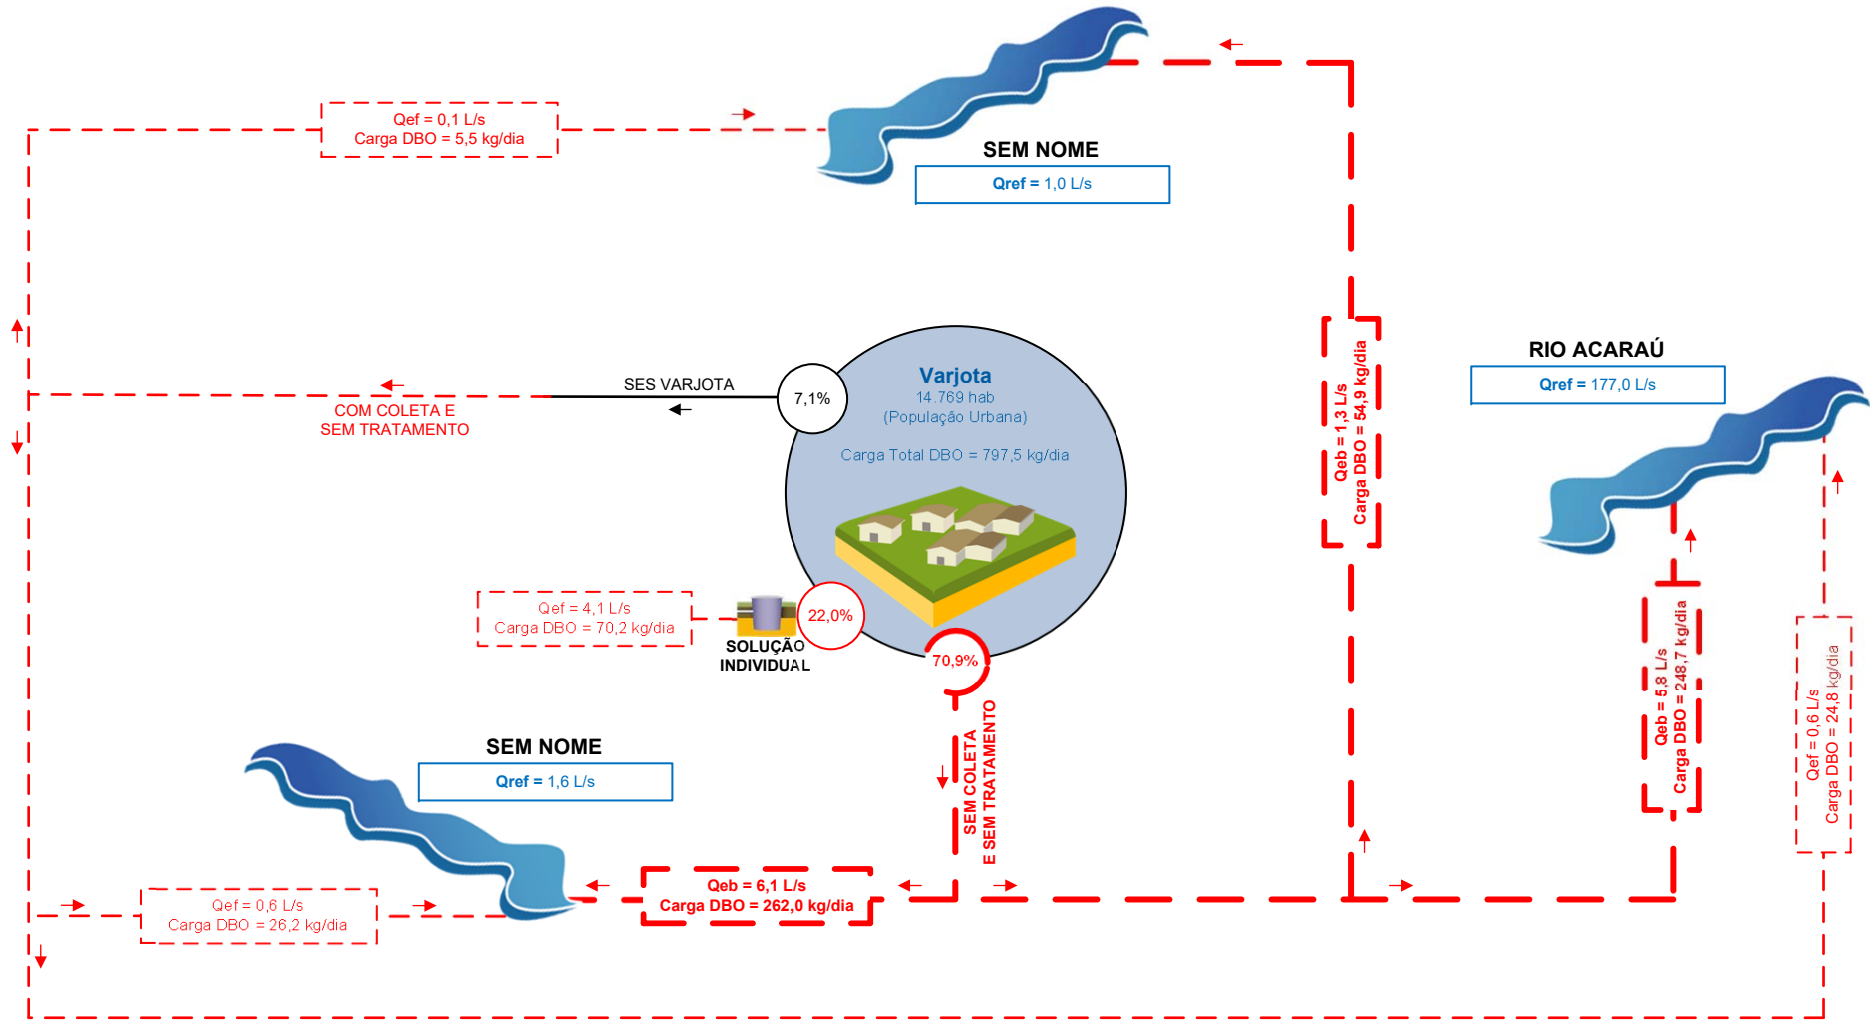 Qef = 0,1 L/s
Carga DBO = 5,5 kg/dia
SEM NOME
Qref = 1,0 L/s
RIO ACARAÚ
Qref = 177,0 L/s
SES VARJOTA
7,1%
COM COLETA E
SEM TRATAMENTO
Varjota
14.769 hab
(População Urbana)
Carga Total DBO = 797,5 kg/dia
Qeb = 1,3 L/s
Carga DBO = 54,9 kg/dia
Qef = 4,1 L/s
Carga DBO = 70,2 kg/dia
22,0%
SOLUÇÃO
INDIVIDUAL
70,9%
SEM COLETA
E SEM TRATAMENTO
Qeb = 5,8 L/s
Carga DBO = 248,7 kg/dia
Qef = 0,6 L/s
Carga DBO = 24,8 kg/dia
SEM NOME
Qref = 1,6 L/s
Qeb = 6,1 L/s
Carga DBO = 262,0 kg/dia
Qef = 0,6 L/s
Carga DBO = 26,2 kg/dia